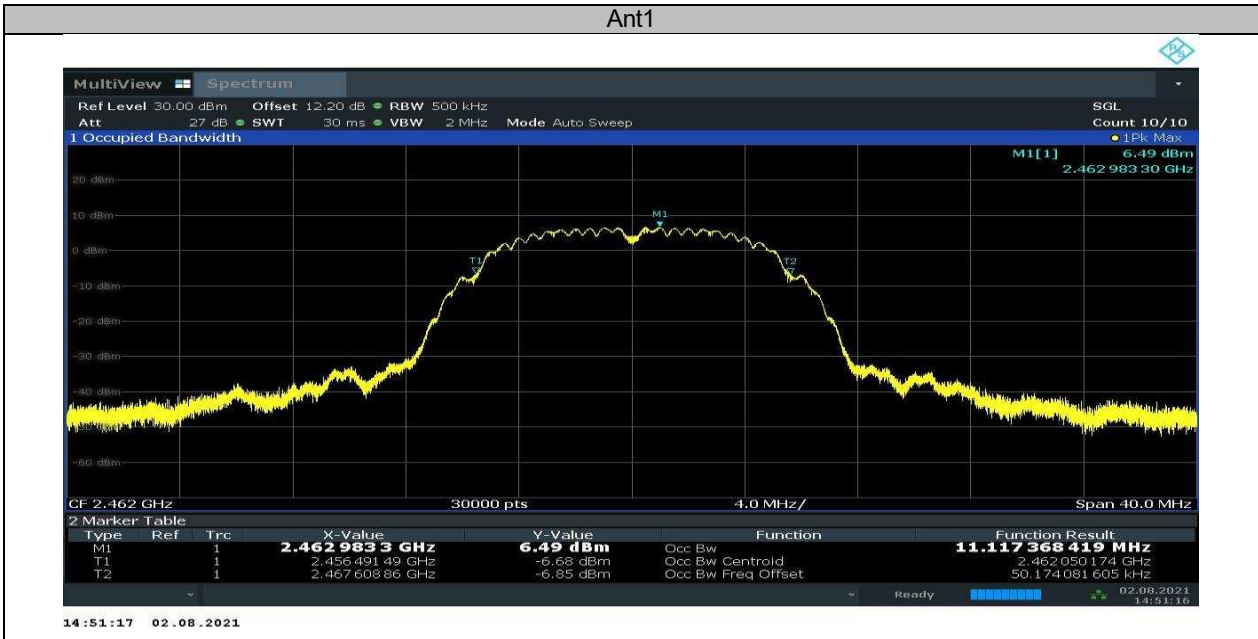 Ant1
R&S
MultiView Spectrum
Ref Level 30.00 dBm Offset 12.20 dB RBW 500 kHz SGL
Att 27 dB SWT 30 ms VBW 2 MHz Mode Auto Sweep Count 10/10
1 Occupied Bandwidth 1Pk Max
M1[1] 6.49 dBm
2.462 983 30 GHz
20 dBm
10 dBm
M1
0 dBm
T1 T2
-10 dBm
-20 dBm
-30 dBm
-40 dBm
-60 dBm
CF 2.462 GHz 30000 pts 4.0 MHz/ Span 40.0 MHz
2 Marker Table
Type Ref Trc X-Value Y-Value Function Function Result
M1 1 2.462 983 3 GHz 6.49 dBm Occ Bw 11.117 368 419 MHz
T1 1 2.456 491 49 GHz -6.68 dBm Occ Bw Centroid 2.462 050 174 GHz
T2 1 2.467 608 86 GHz -6.85 dBm Occ Bw Freq Offset 50.174 081 605 kHz
Ready 02.08.2021
14:51:16
14:51:17 02.08.2021